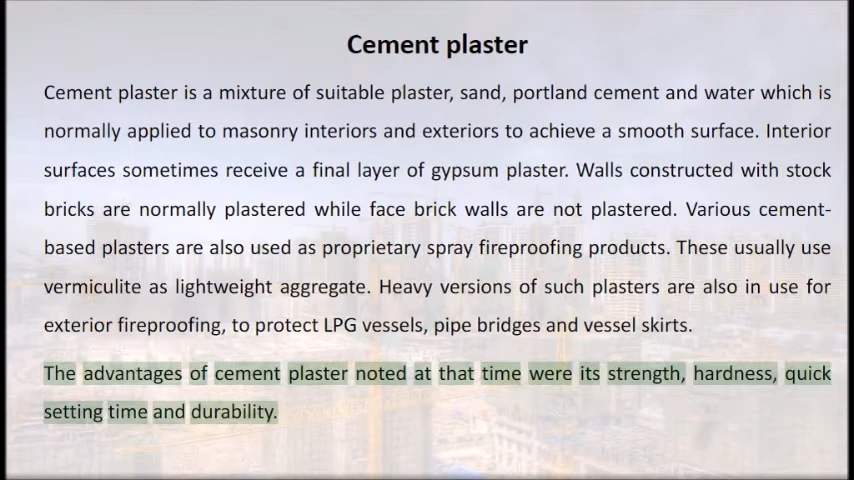 Cement plaster
Cement plaster is a mixture of suitable plaster, sand, portland cement and water which is
normally applied to masonry interiors and exteriors to achieve a smooth surface. Interior
surfaces sometimes receive a final layer of gypsum plaster. Walls constructed with stock
bricks are normally plastered while face brick walls are not plastered. Various cement-
based plasters are also used as proprietary spray fireproofing products. These usually use
vermiculite as lightweight aggregate. Heavy versions of such plasters are also in use for
exterior fireproofing, to protect LPG vessels, pipe bridges and vessel skirts.
The advantages of cement plaster noted at that time were its strength, hardness, quick
setting time and durability.